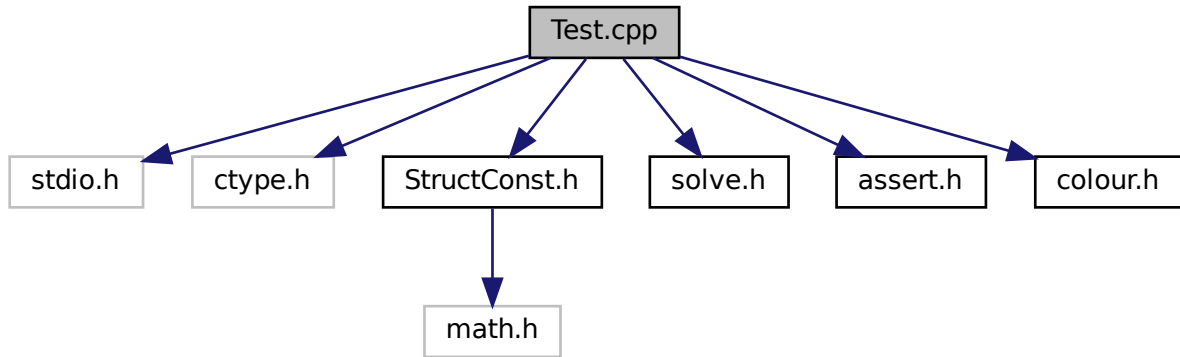 Test.cpp
stdio.h
ctype.h
StructConst.h
solve.h
assert.h
colour.h
math.h